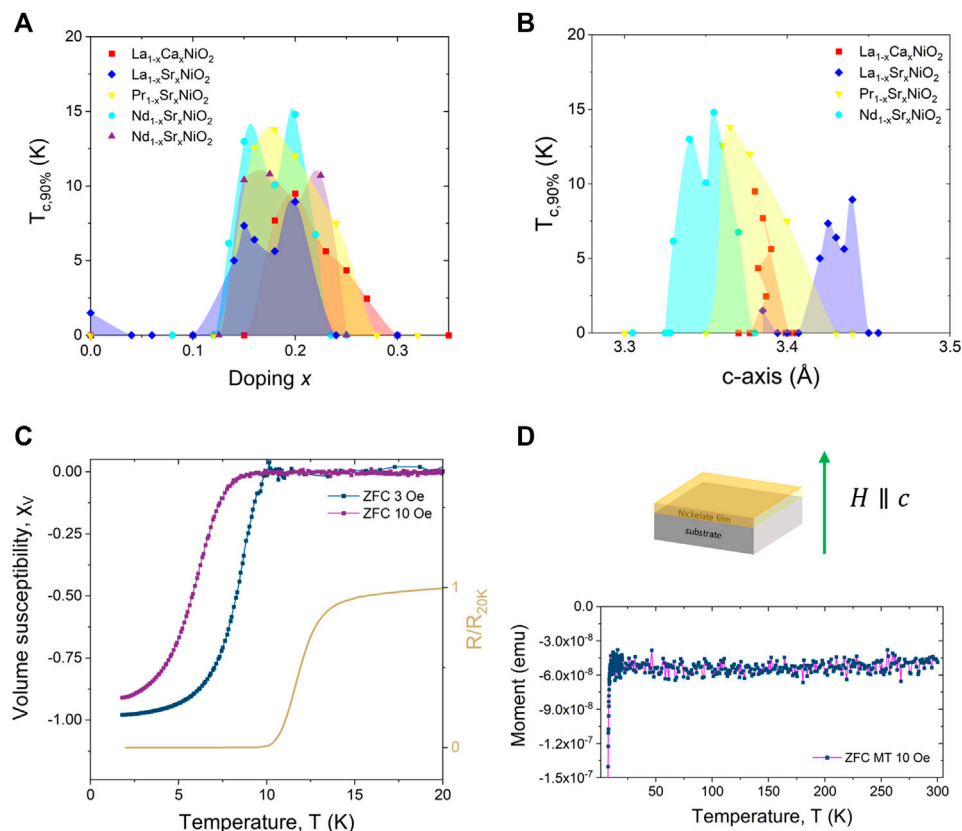 A
T_c,90% (K)
20
15
10
5
0
La₁₋ₓCaₓNiO₂
La₁₋ₓSrₓNiO₂
Pr₁₋ₓSrₓNiO₂
Nd₁₋ₓSrₓNiO₂
Nd₁₋ₓSrₓNiO₂
0.0 0.1 0.2 0.3
Doping x
B
T_c,90% (K)
20
15
10
5
0
La₁₋ₓCaₓNiO₂
La₁₋ₓSrₓNiO₂
Pr₁₋ₓSrₓNiO₂
Nd₁₋ₓSrₓNiO₂
3.3 3.4 3.5
c-axis (Å)
C
Volume susceptibility, χᵥ
0.00
-0.25
-0.50
-0.75
-1.00
ZFC 3 Oe
ZFC 10 Oe
1
0
R/R₂₀K
0 5 10 15 20
Temperature, T (K)
D
Nickelate film
substrate
H ∥ c
Moment (emu)
0.0
-3.0x10⁻⁸
-6.0x10⁻⁸
-9.0x10⁻⁸
-1.2x10⁻⁷
-1.5x10⁻⁷
ZFC MT 10 Oe
50 100 150 200 250 300
Temperature, T (K)